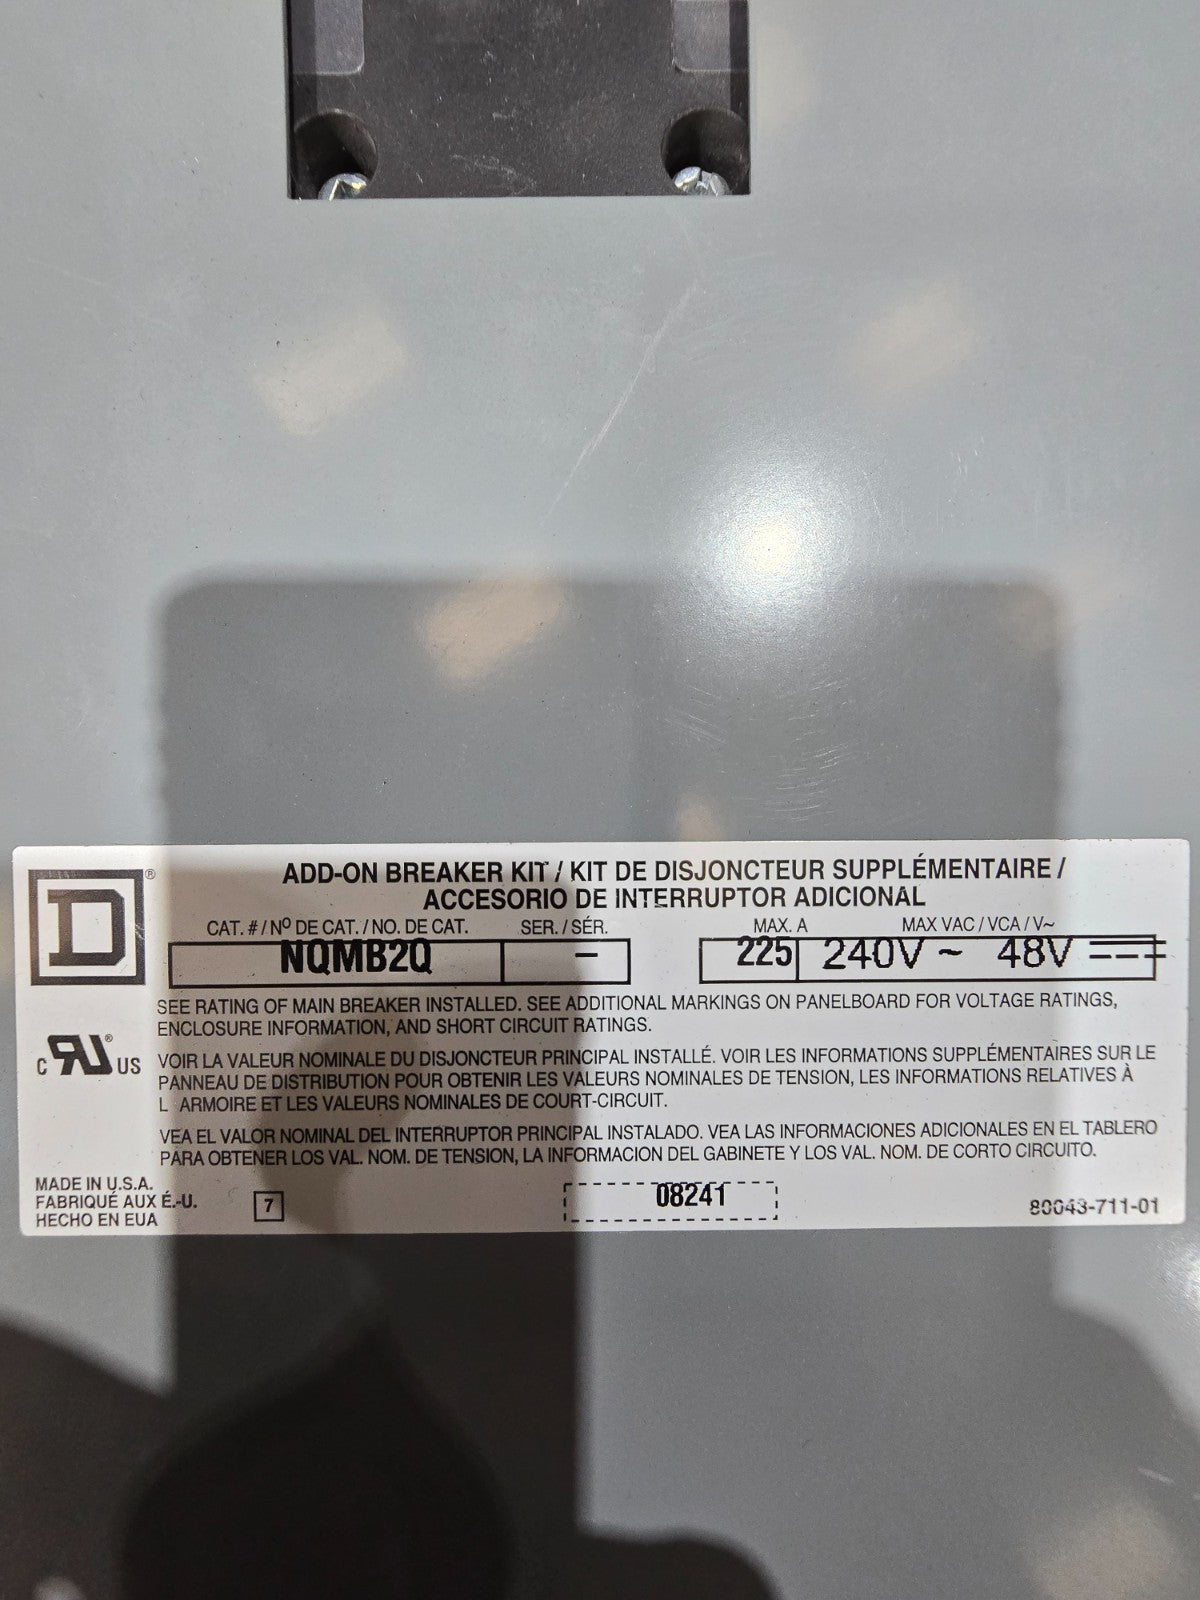 D ®
ADD-ON BREAKER KIT / KIT DE DISJONCTEUR SUPPLÉMENTAIRE /
ACCESORIO DE INTERRUPTOR ADICIONAL
CAT. # / Nº DE CAT. / NO. DE CAT. SER. / SÉR. MAX. A MAX VAC / VCA / V~
NQMB2Q – 225 240V ~ 48V ⎓
SEE RATING OF MAIN BREAKER INSTALLED. SEE ADDITIONAL MARKINGS ON PANELBOARD FOR VOLTAGE RATINGS,
ENCLOSURE INFORMATION, AND SHORT CIRCUIT RATINGS.
c RU ® US
VOIR LA VALEUR NOMINALE DU DISJONCTEUR PRINCIPAL INSTALLÉ. VOIR LES INFORMATIONS SUPPLÉMENTAIRES SUR LE
PANNEAU DE DISTRIBUTION POUR OBTENIR LES VALEURS NOMINALES DE TENSION, LES INFORMATIONS RELATIVES À
L ARMOIRE ET LES VALEURS NOMINALES DE COURT-CIRCUIT.
VEA EL VALOR NOMINAL DEL INTERRUPTOR PRINCIPAL INSTALADO. VEA LAS INFORMACIONES ADICIONALES EN EL TABLERO
PARA OBTENER LOS VAL. NOM. DE TENSION, LA INFORMACION DEL GABINETE Y LOS VAL. NOM. DE CORTO CIRCUITO.
MADE IN U.S.A.
FABRIQUÉ AUX É.-U.
HECHO EN EUA
7
08241
80043-711-01